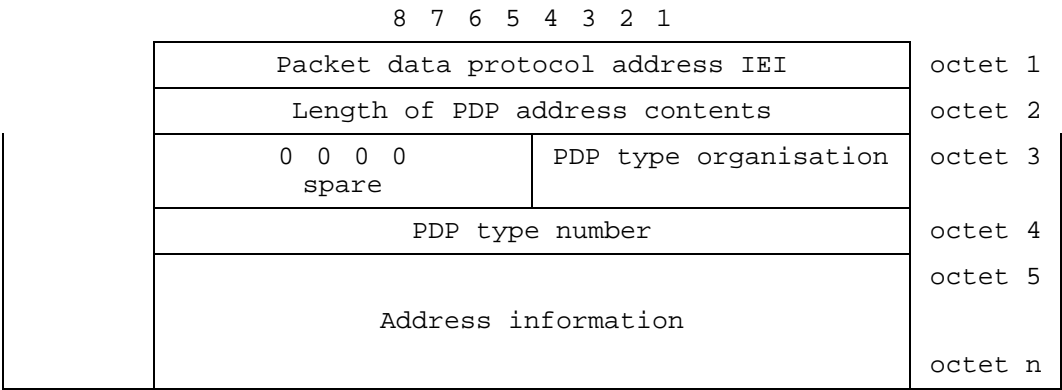 8 7 6 5 4 3 2 1
Packet data protocol address IEI octet 1
Length of PDP address contents octet 2
0 0 0 0 PDP type organisation octet 3
spare
PDP type number octet 4
octet 5
Address information
octet n